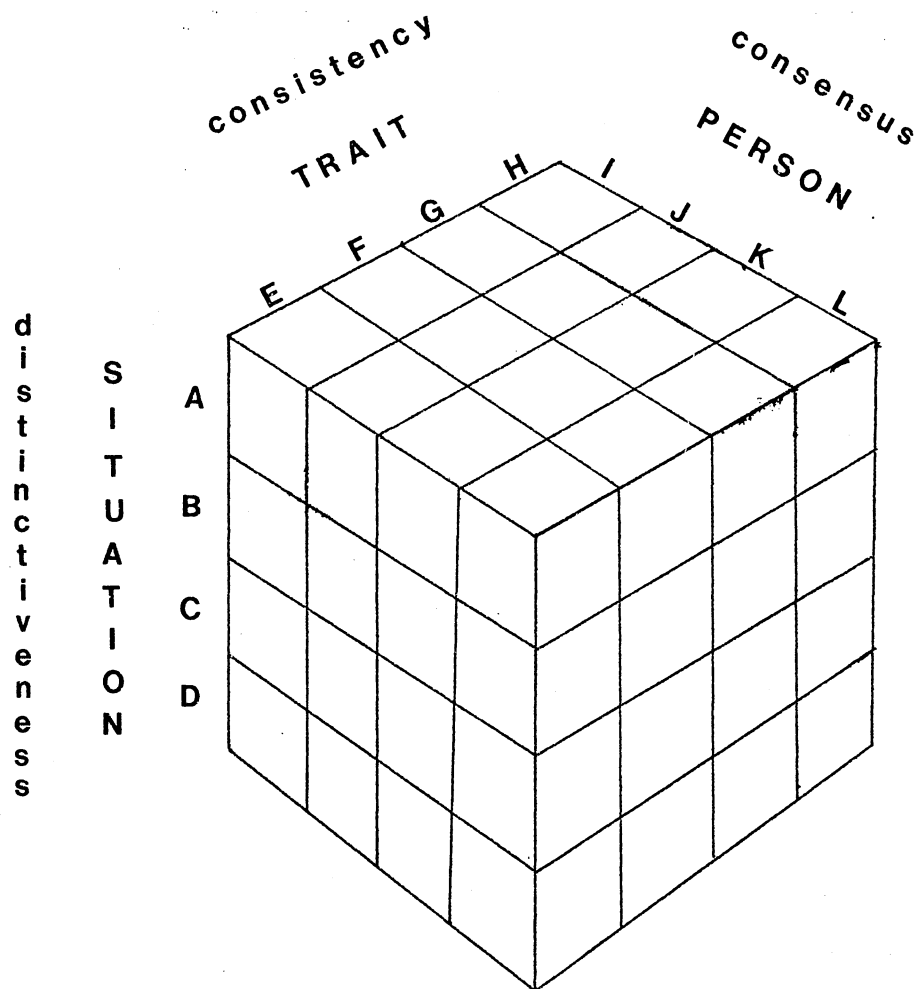 consistency
TRAIT
consensus
PERSON
E F G H
I J K L
distinctiveness
SITUATION
A
B
C
D